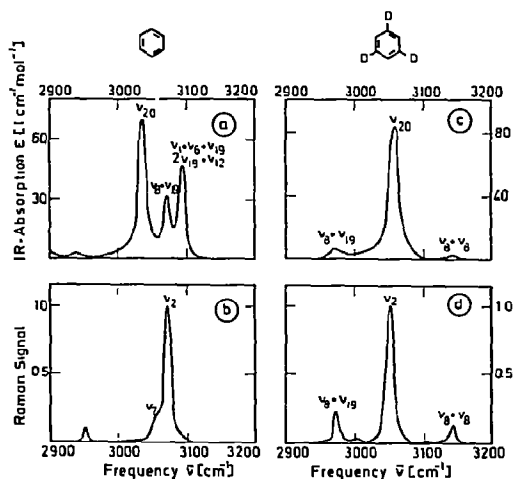 D
D D
2900 3000 3100 3200
2900 3000 3100 3200
IR-Absorption Ɛ [l cm⁻¹ mol⁻¹]
60
30
ν₂₀
ν₁+ν₆+ν₁₉
2ν₁₉+ν₁₂
ν₈+ν₁₉
a
ν₂₀
ν₈+ν₁₉
ν₈+ν₈
c
80
40
Raman Signal
1.0
0.5
ν₂
ν₇
b
ν₂
ν₈+ν₁₉
ν₈+ν₈
d
1.0
0.5
2900 3000 3100 3200
2900 3000 3100 3200
Frequency ν̃ [cm⁻¹]
Frequency ν̃ [cm⁻¹]